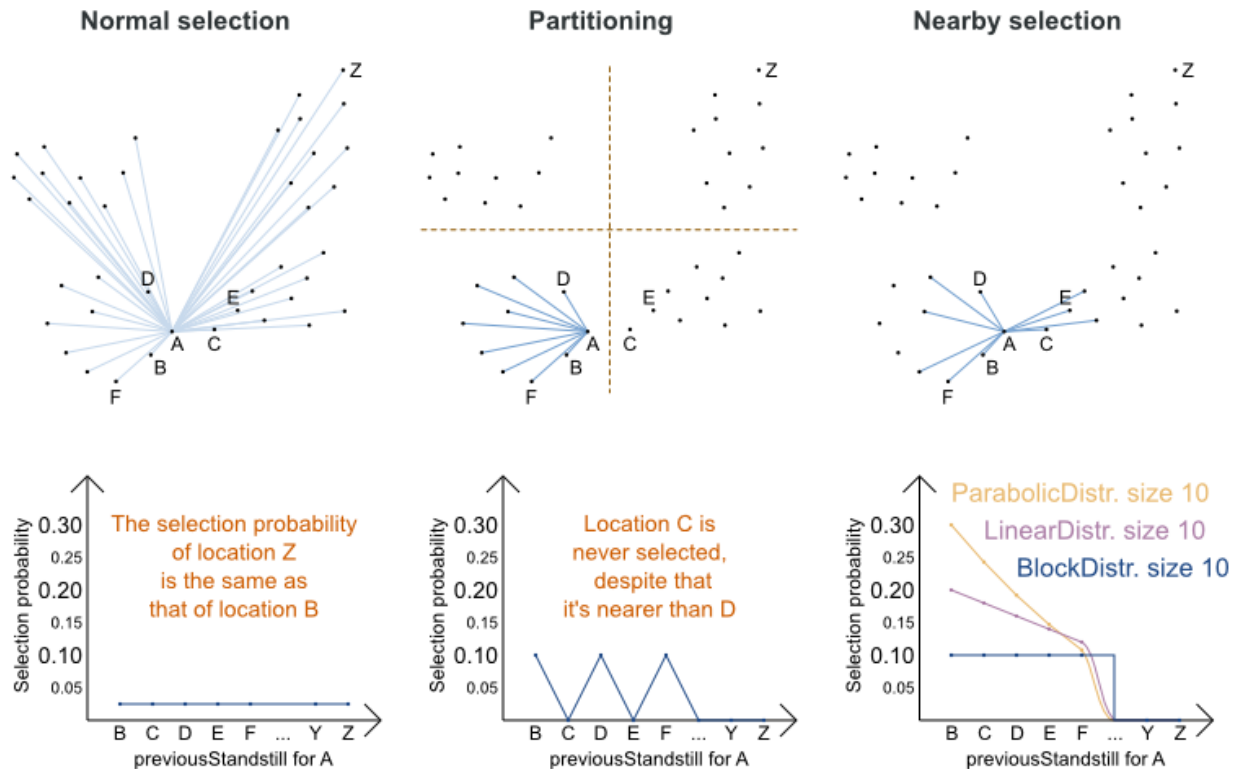 Normal selection
Partitioning
Nearby selection
Z
D
E
A
C
B
F
Z
D
E
A
C
B
F
Z
D
E
A
C
B
F
Selection probability
0.30
0.25
0.20
0.15
0.10
0.05
The selection probability
of location Z
is the same as
that of location B
B C D E F ... Y Z
previousStandstill for A
Selection probability
0.30
0.25
0.20
0.15
0.10
0.05
Location C is
never selected,
despite that
it's nearer than D
B C D E F ... Y Z
previousStandstill for A
Selection probability
0.30
0.25
0.20
0.15
0.10
0.05
ParabolicDistr. size 10
LinearDistr. size 10
BlockDistr. size 10
B C D E F ... Y Z
previousStandstill for A